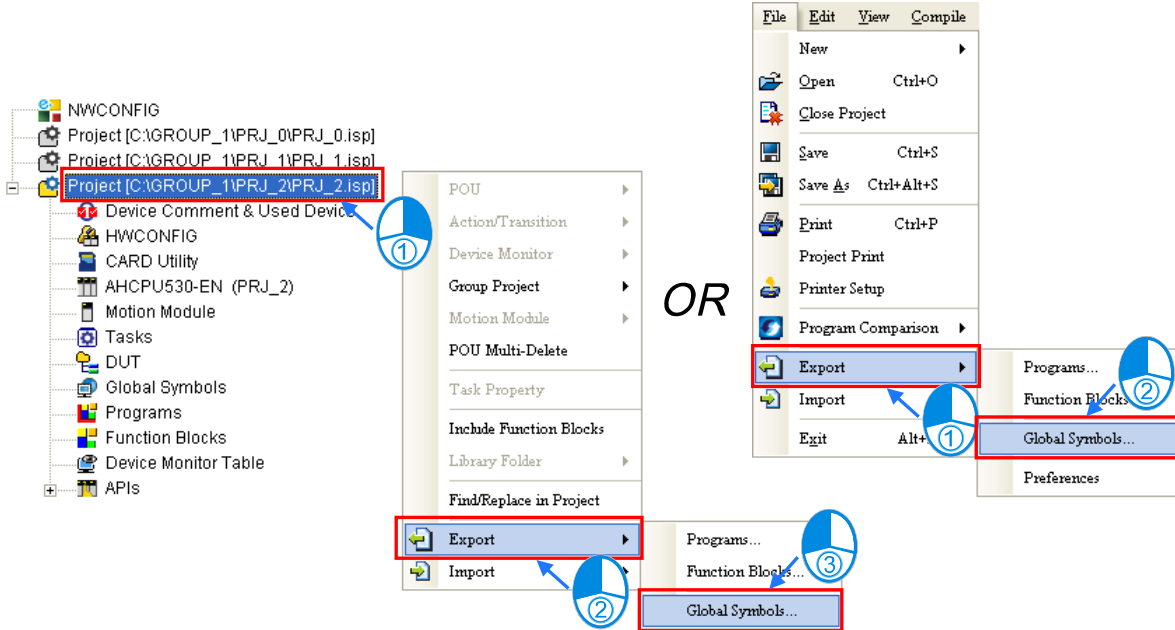 NWCONFIG
Project [C:\GROUP_1\PRJ_0\PRJ_0.isp]
Project [C:\GROUP_1\PRJ_1\PRJ_1.isp]
Project [C:\GROUP_1\PRJ_2\PRJ_2.isp]
Device Comment & Used Device
HWCONFIG
CARD Utility
AHCPU530-EN (PRJ_2)
Motion Module
Tasks
DUT
Global Symbols
Programs
Function Blocks
Device Monitor Table
APIs
①
POU
Action/Transition
Device Monitor
Group Project
Motion Module
POU Multi-Delete
Task Property
Include Function Blocks
Library Folder
Find/Replace in Project
Export
Import
②
Programs...
Function Blocks...
Global Symbols...
③
OR
File Edit View Compile
New
Open Ctrl+O
Close Project
Save Ctrl+S
Save As Ctrl+Alt+S
Print Ctrl+P
Project Print
Printer Setup
Program Comparison
Export
Import
Exit
①
Programs...
Function Blocks
Global Symbols...
Preferences
②